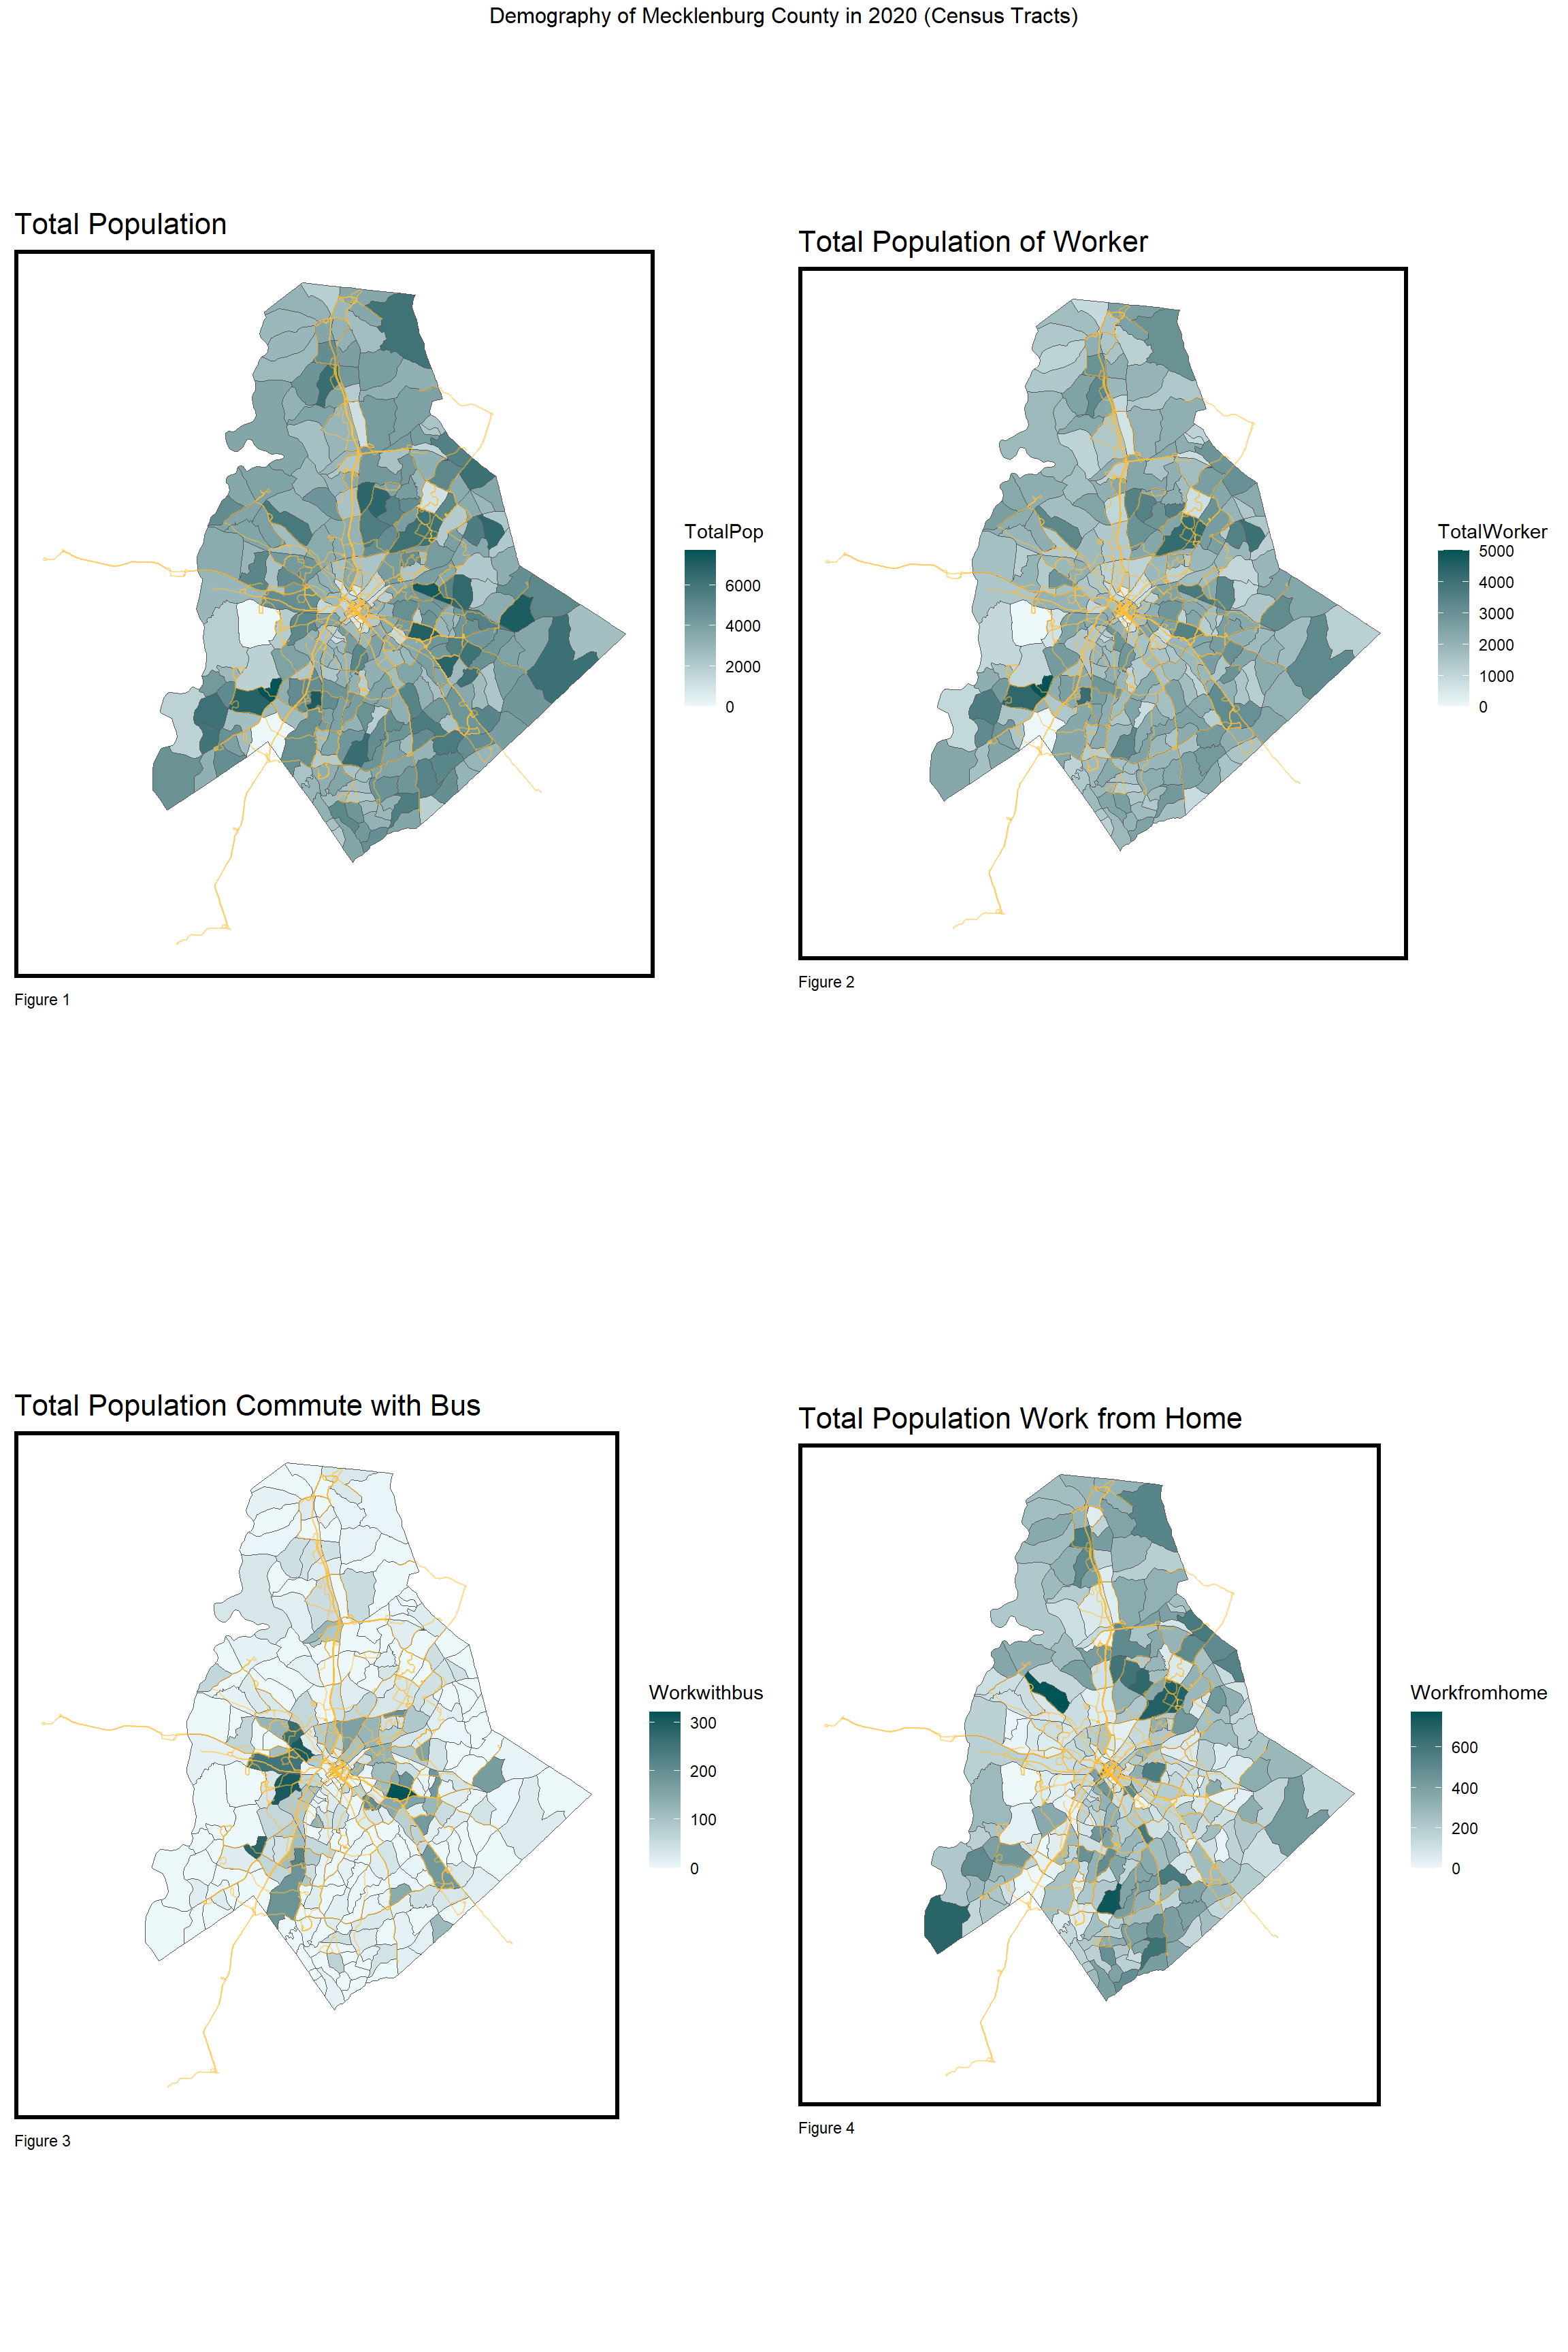 Demography of Mecklenburg County in 2020 (Census Tracts)
Total Population
TotalPop
6000
4000
2000
0
Figure 1
Total Population of Worker
TotalWorker
5000
4000
3000
2000
1000
0
Figure 2
Total Population Commute with Bus
Workwithbus
300
200
100
0
Figure 3
Total Population Work from Home
Workfromhome
600
400
200
0
Figure 4